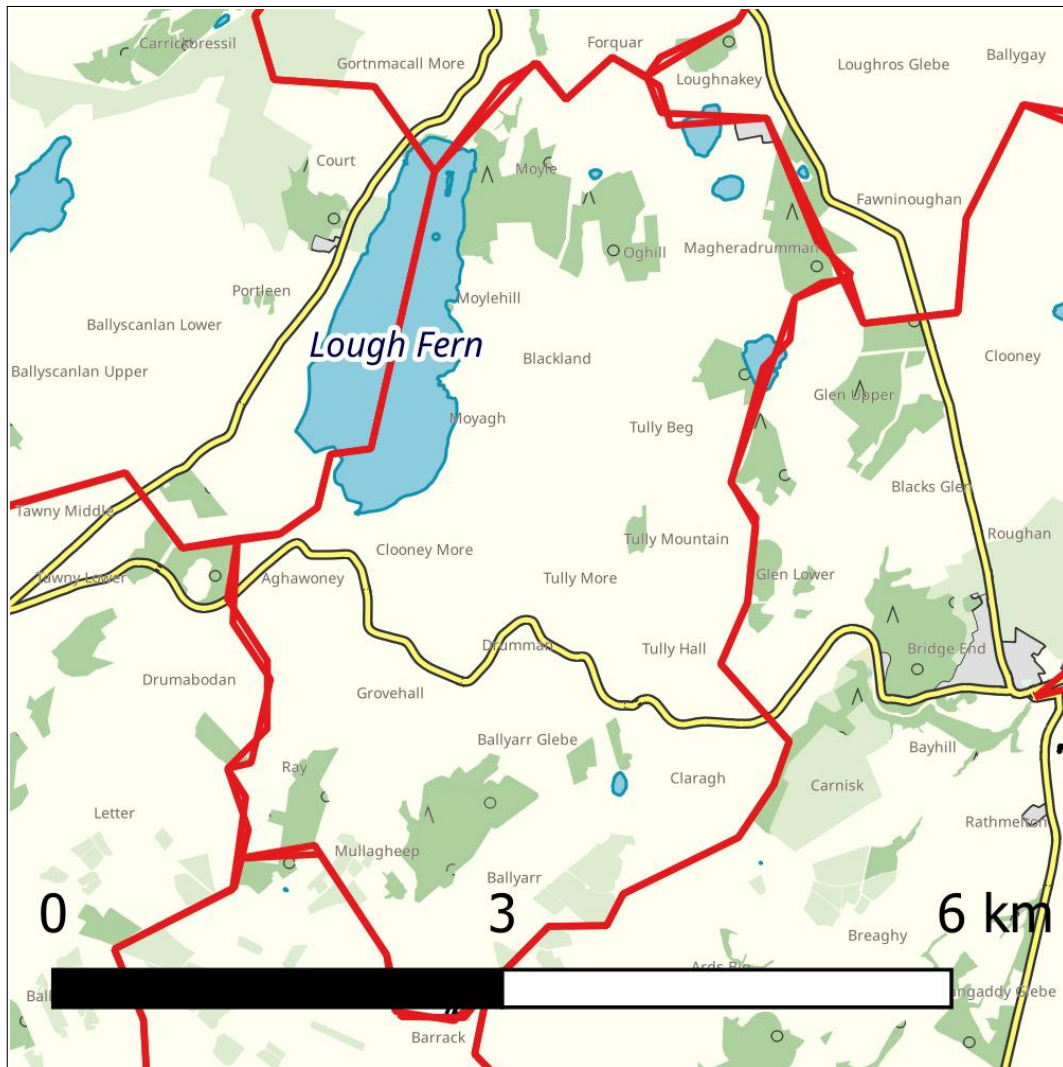 Carrickbressil
Forquar
Ballygay
Gortnmacall More
Loughros Glebe
Loughnakey
Court
Moyle
Fawninoughan
Oghill
Magheradrumman
Portleen
Moylehill
Ballyscanlan Lower
Lough Fern
Blackland
Clooney
Ballyscanlan Upper
Glen Upper
Moyagh
Tully Beg
Blacks Glen
Tawny Middle
Roughan
Tully Mountain
Clooney More
Tawny Lower
Aghawoney
Tully More
Glen Lower
Drumman
Tully Hall
Bridge End
Drumabodan
Grovehall
Ballyarr Glebe
Bayhill
Ray
Claragh
Carnisk
Letter
Rathmelton
Mullagheep
Ballyarr
0 3 6 km
Breaghy
Ards Big
Barrack